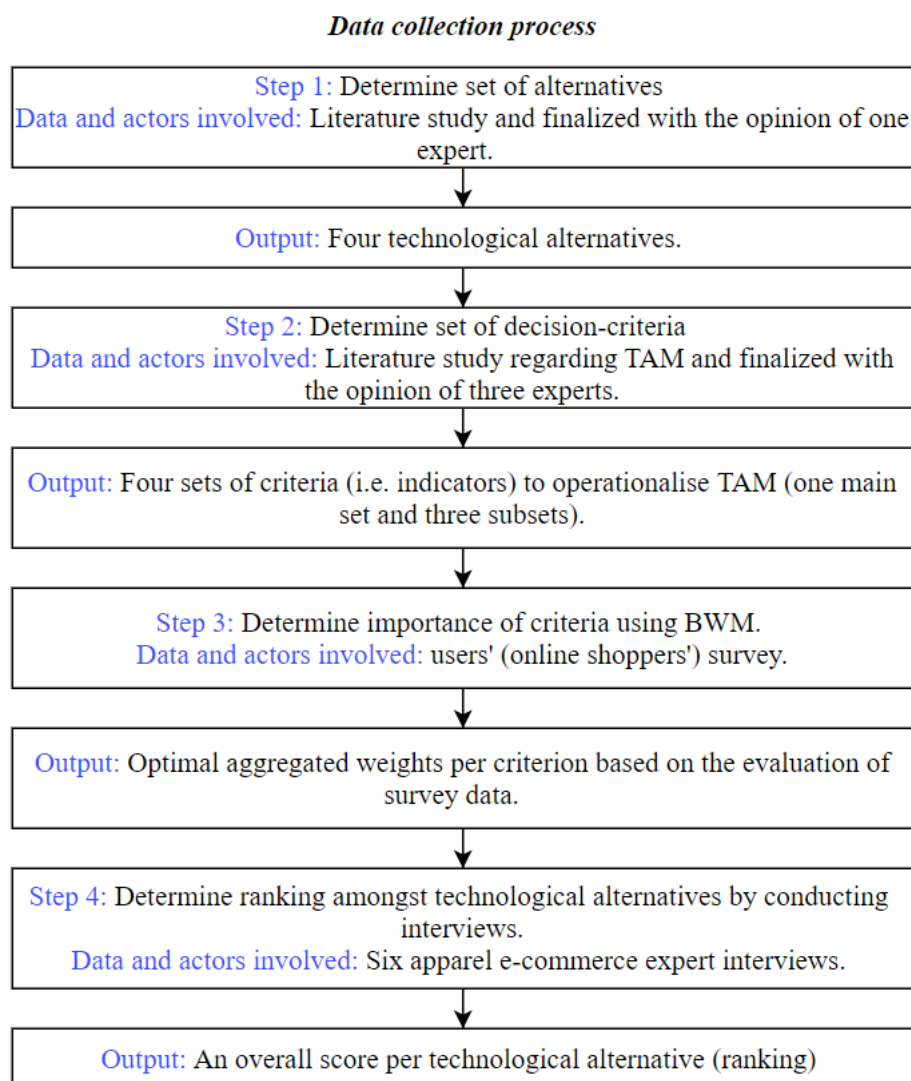 Data collection process
Step 1: Determine set of alternatives
Data and actors involved: Literature study and finalized with the opinion of one
expert.
Output: Four technological alternatives.
Step 2: Determine set of decision-criteria
Data and actors involved: Literature study regarding TAM and finalized with
the opinion of three experts.
Output: Four sets of criteria (i.e. indicators) to operationalise TAM (one main
set and three subsets).
Step 3: Determine importance of criteria using BWM.
Data and actors involved: users' (online shoppers') survey.
Output: Optimal aggregated weights per criterion based on the evaluation of
survey data.
Step 4: Determine ranking amongst technological alternatives by conducting
interviews.
Data and actors involved: Six apparel e-commerce expert interviews.
Output: An overall score per technological alternative (ranking)